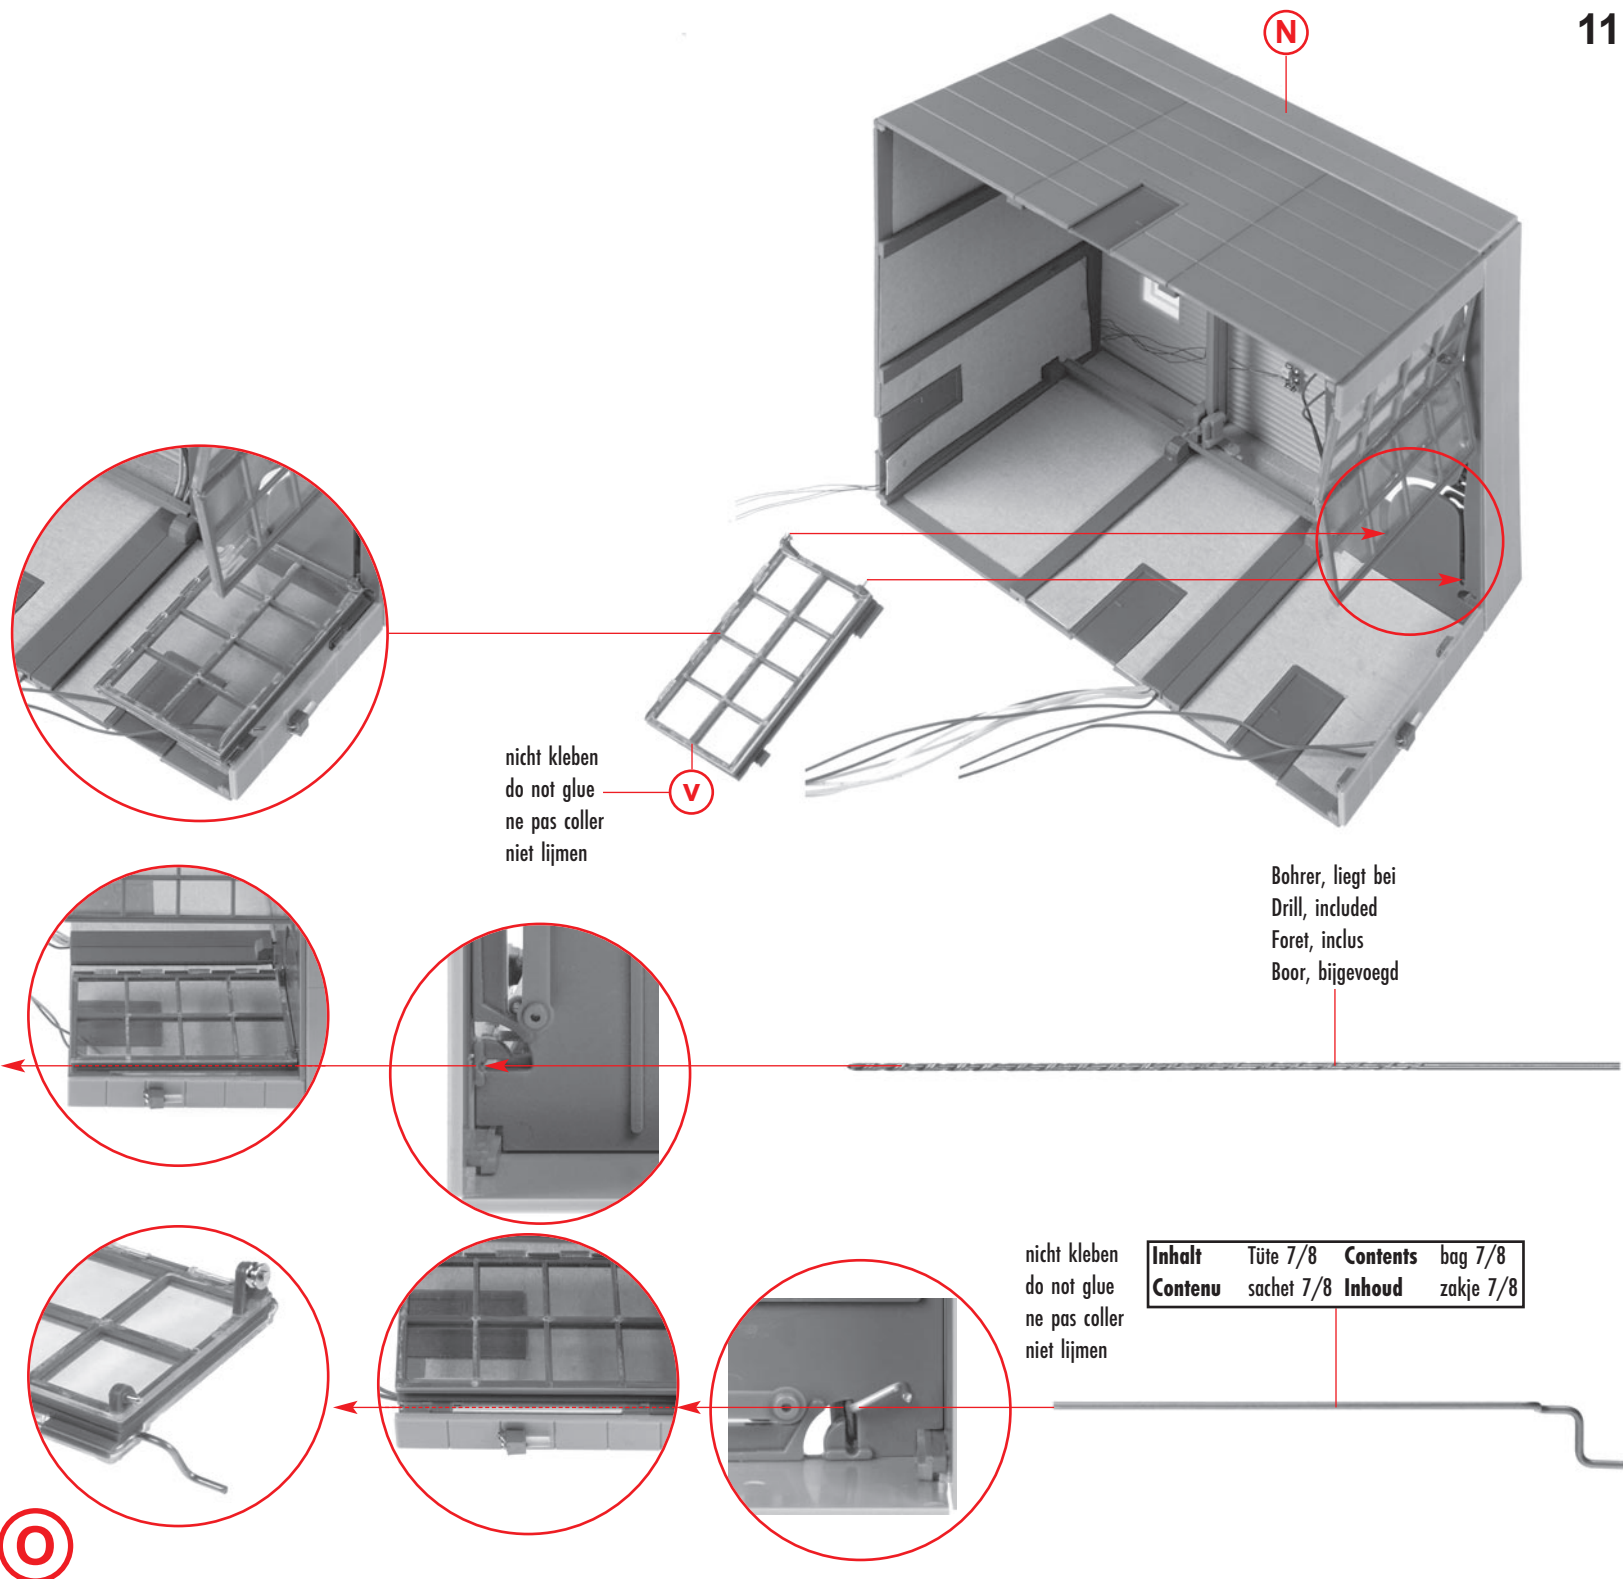 N
11
nicht kleben
do not glue
ne pas coller
niet lijmen
V
Bohrer, liegt bei
Drill, included
Foret, inclus
Boor, bijgevoegd
nicht kleben
do not glue
ne pas coller
niet lijmen
Inhalt Tüte 7/8 Contents bag 7/8
Contenu sachet 7/8 Inhoud zakje 7/8
O